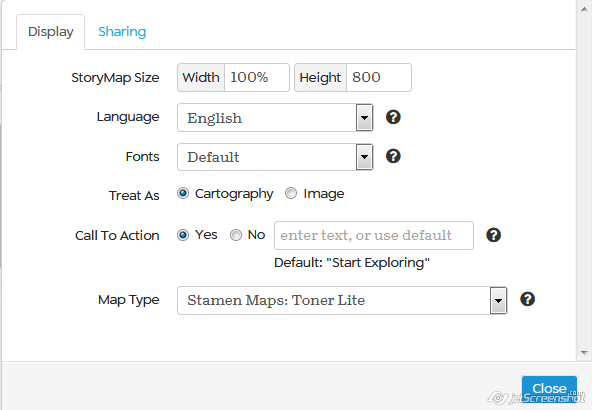 Display Sharing
StoryMap Size Width 100% Height 800
Language English ?
Fonts Default ?
Treat As Cartography Image
Call To Action Yes No enter text, or use default ?
Default: "Start Exploring"
Map Type Stamen Maps: Toner Lite ?
Close
jetScreenshot